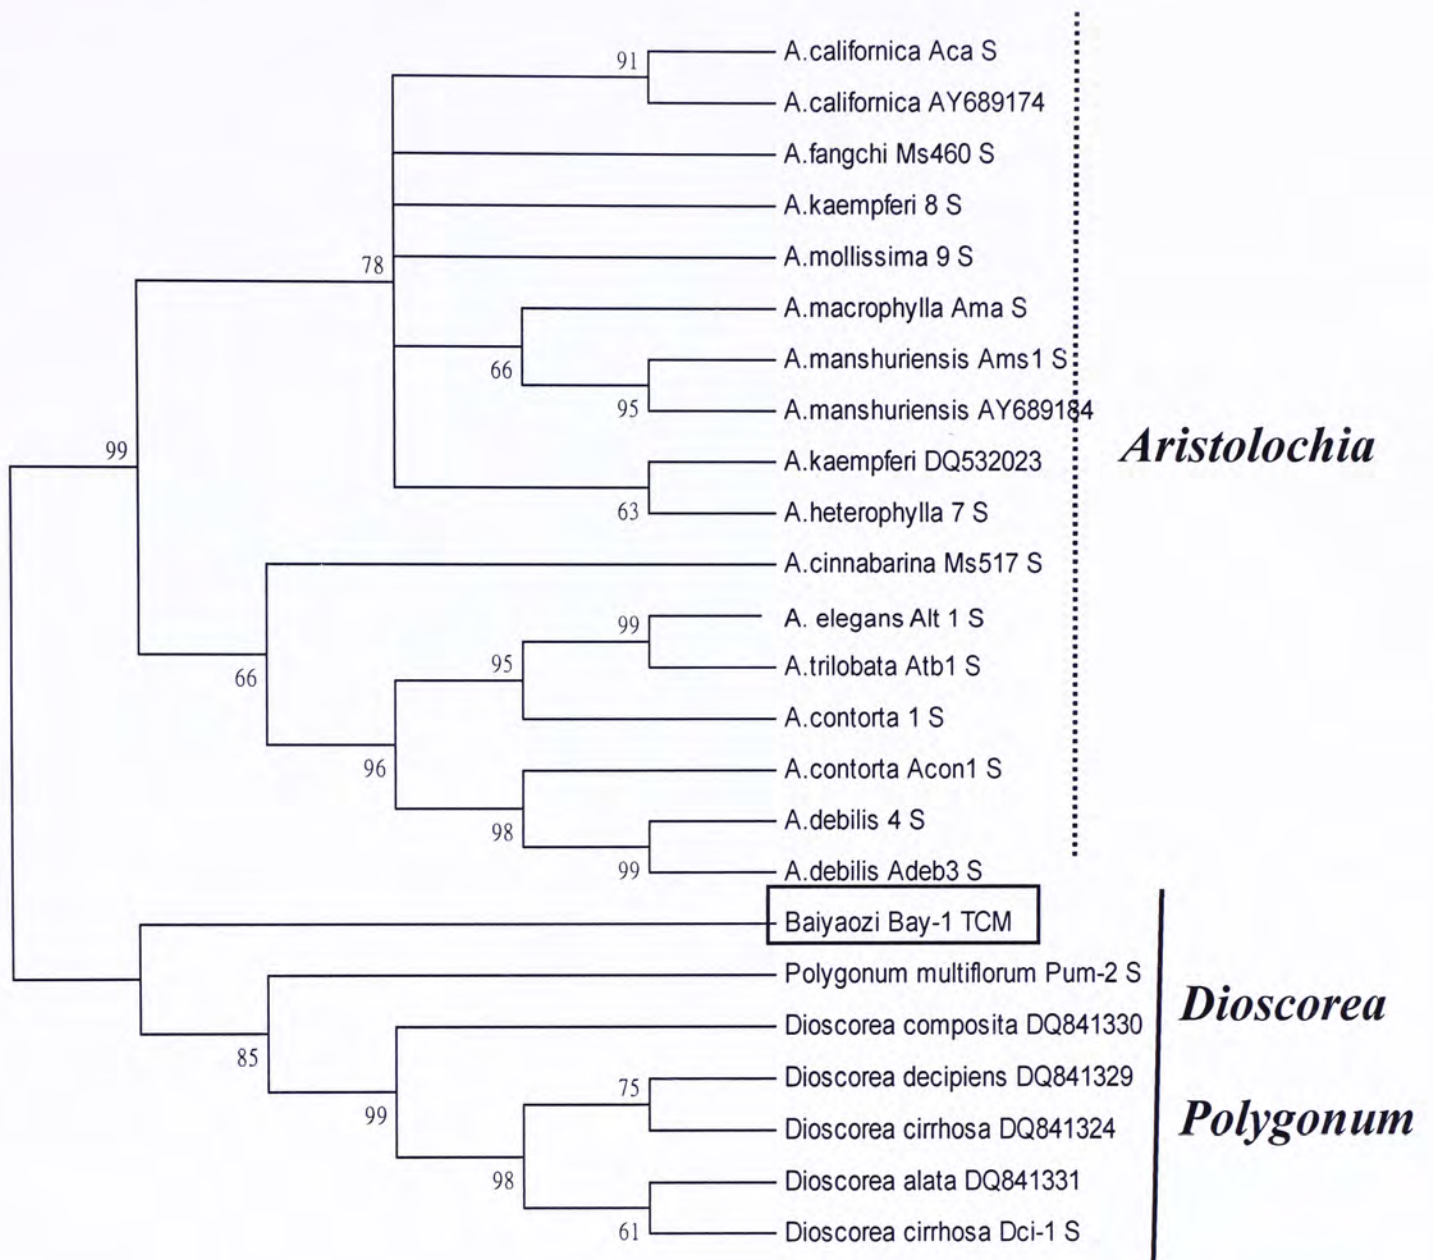 91
A.californica Aca S
A.californica AY689174
A.fangchi Ms460 S
A.kaempferi 8 S
78
A.mollissima 9 S
A.macrophylla Ama S
66
A.manshuriensis Ams1 S
95
A.manshuriensis AY689184
99
Aristolochia
A.kaempferi DQ532023
63
A.heterophylla 7 S
A.cinnabarina Ms517 S
99
A. elegans Alt 1 S
95
A.trilobata Atb1 S
66
A.contorta 1 S
96
A.contorta Acon1 S
98
A.debilis 4 S
99
A.debilis Adeb3 S
Baiyaozi Bay-1 TCM
Polygonum multiflorum Pum-2 S
Dioscorea
85
Dioscorea composita DQ841330
75
Dioscorea decipiens DQ841329
99
Dioscorea cirrhosa DQ841324
Polygonum
98
Dioscorea alata DQ841331
61
Dioscorea cirrhosa Dci-1 S